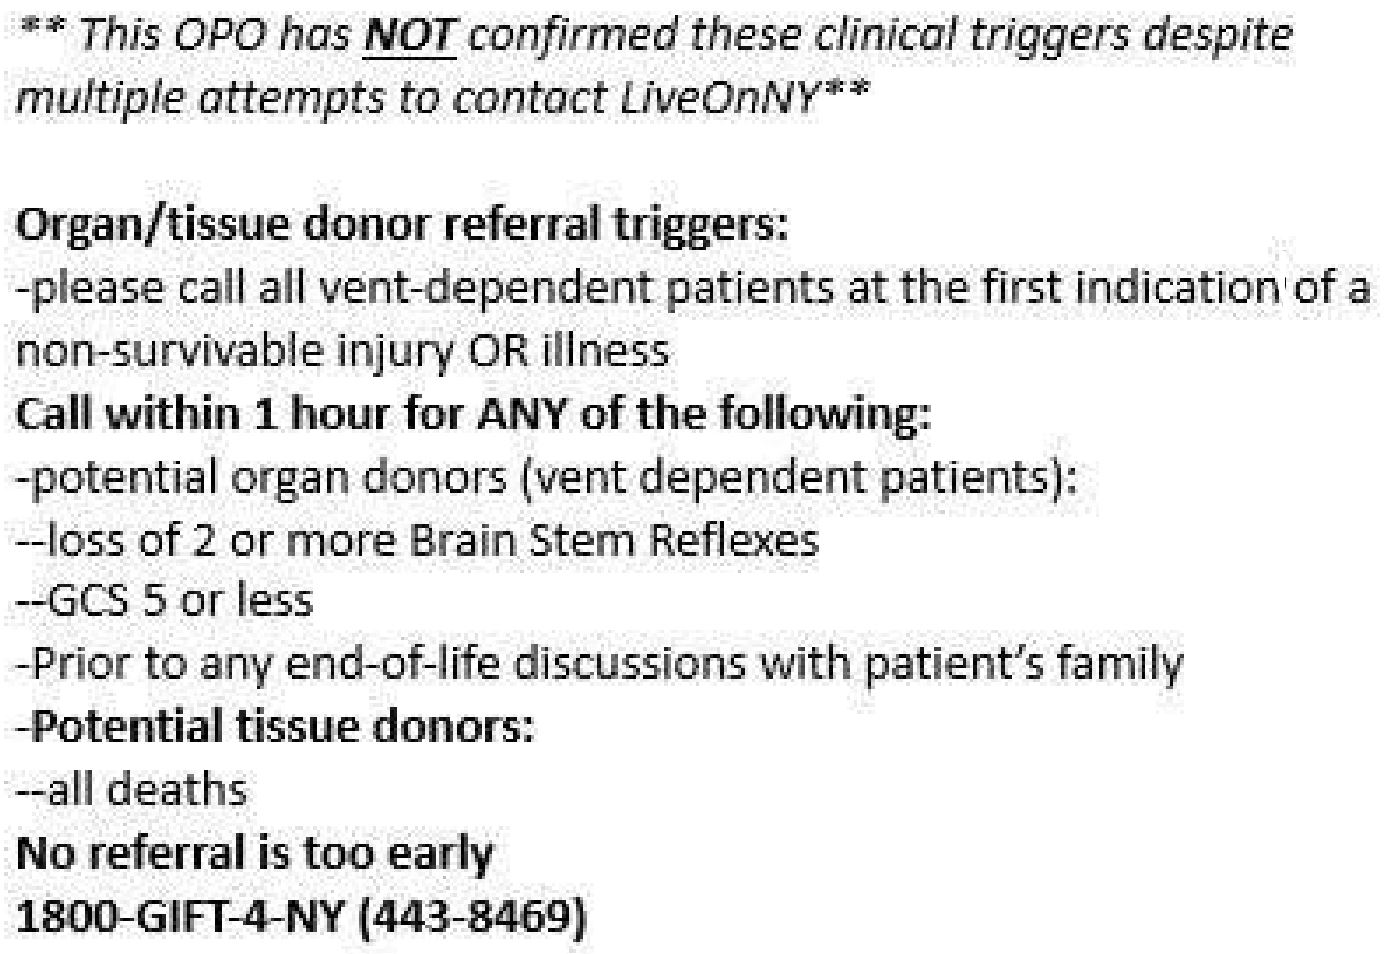 ** This OPO has NOT confirmed these clinical triggers despite
multiple attempts to contact LiveOnNY**
Organ/tissue donor referral triggers:
-please call all vent-dependent patients at the first indication of a
non-survivable injury OR illness
Call within 1 hour for ANY of the following:
-potential organ donors (vent dependent patients):
--loss of 2 or more Brain Stem Reflexes
--GCS 5 or less
-Prior to any end-of-life discussions with patient's family
-Potential tissue donors:
--all deaths
No referral is too early
1800-GIFT-4-NY (443-8469)